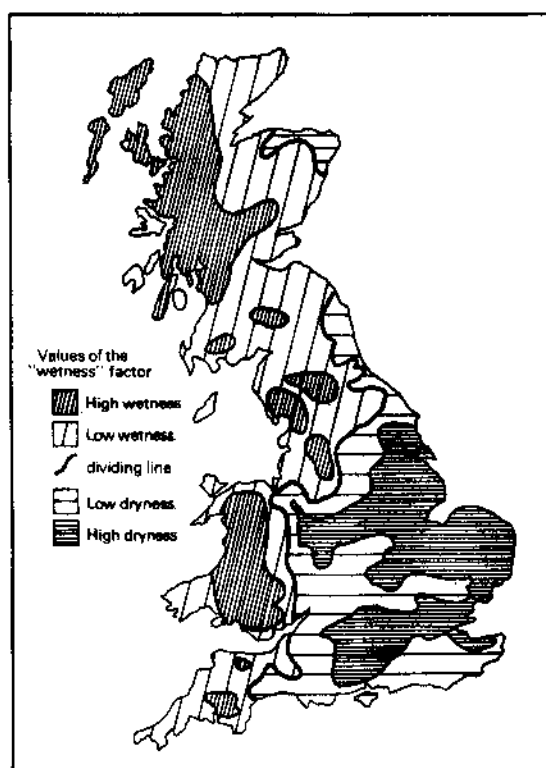 Values of the
"wetness" factor
High wetness
Low wetness.
dividing line
Low dryness.
High dryness